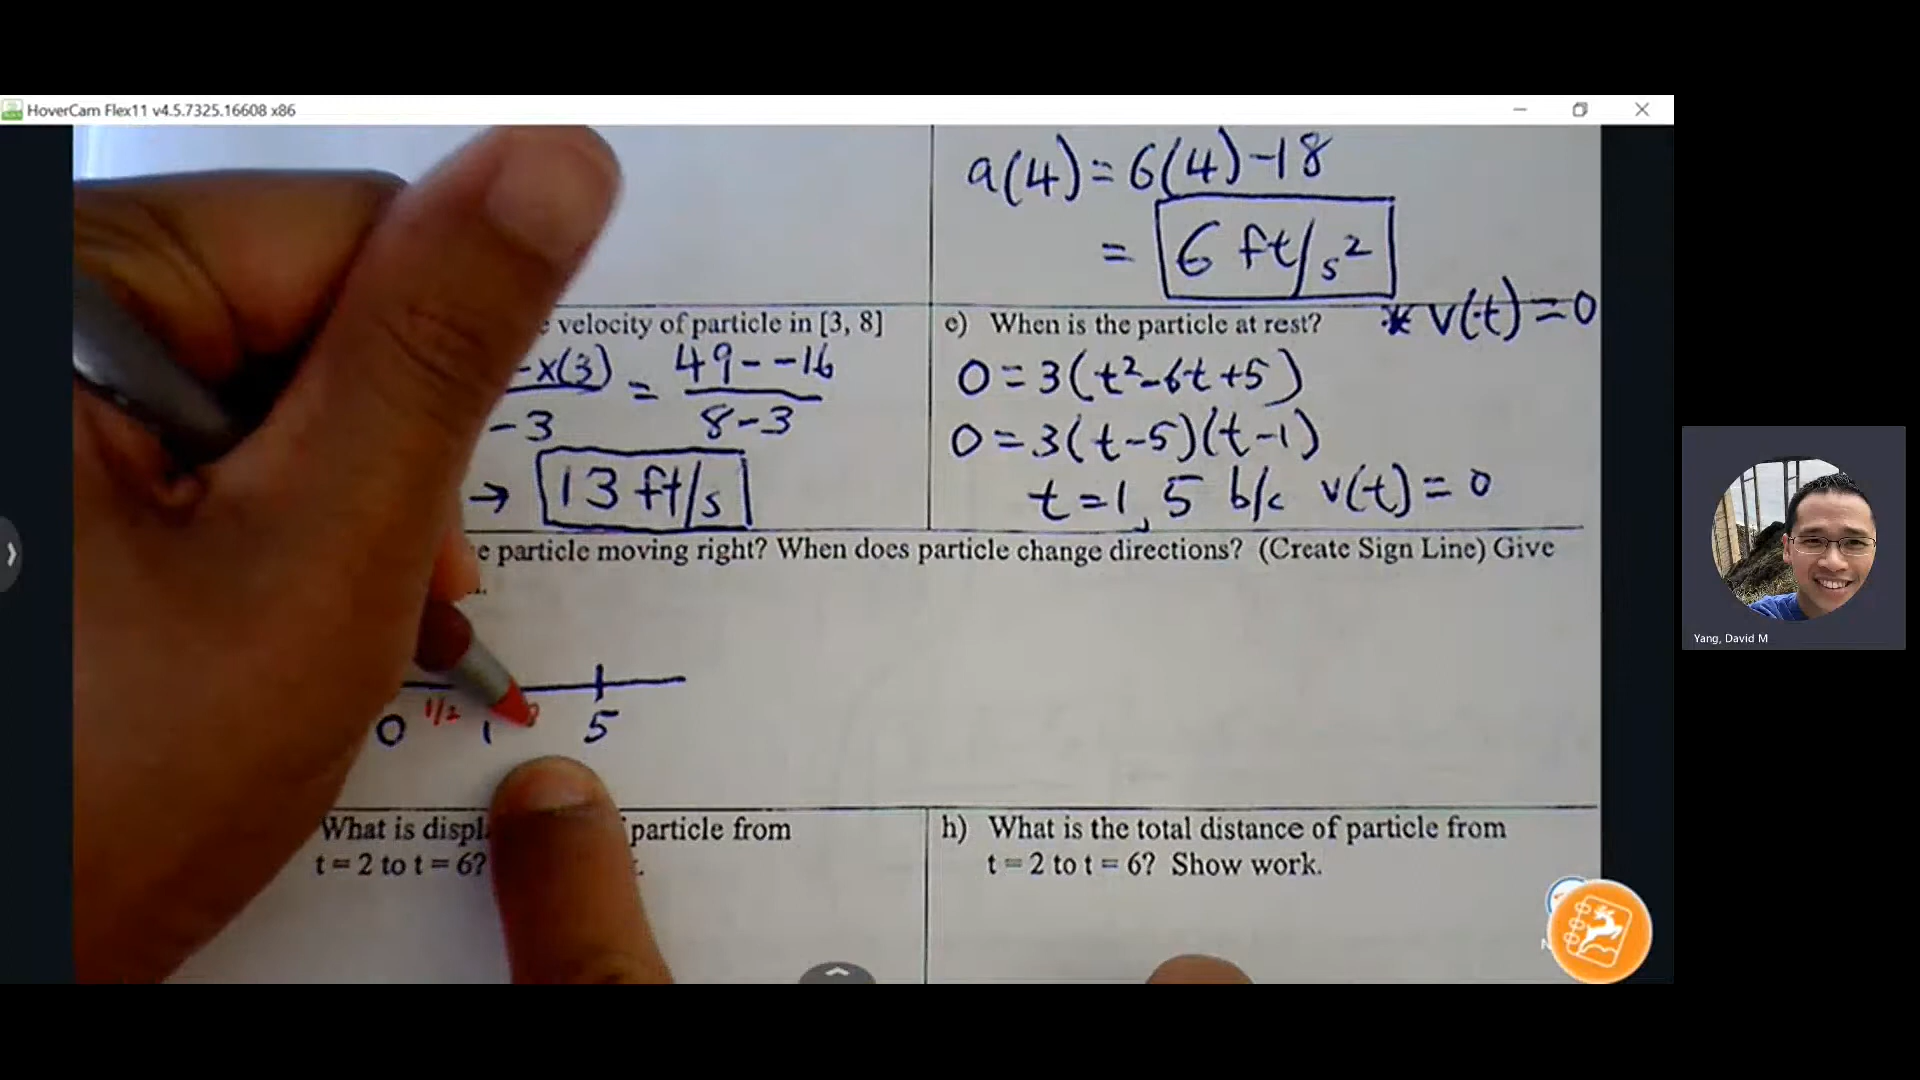 HoverCam Flex11 v4.5.7325.16608 x86
a(4) = 6(4)-18
= 6 ft/s²
velocity of particle in [3, 8]
-x(3) = 49--16
-3 8-3
→ 13 ft/s
e) When is the particle at rest? * v(t)=0
0=3(t²-6t+5)
0=3(t-5)(t-1)
t=1, 5 b/c v(t)=0
particle moving right? When does particle change directions? (Create Sign Line) Give
0 1/2 1 5
What is particle from
t = 2 to t = 6?
h) What is the total distance of particle from
t = 2 to t = 6? Show work.
Yang, David M